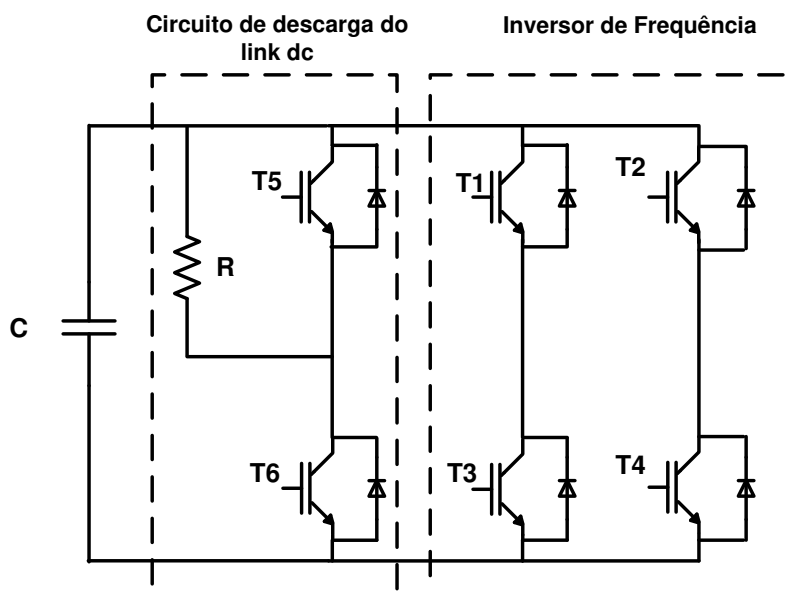 Circuito de descarga do
link dc
Inversor de Frequência
T5
T1
T2
R
C
T6
T3
T4